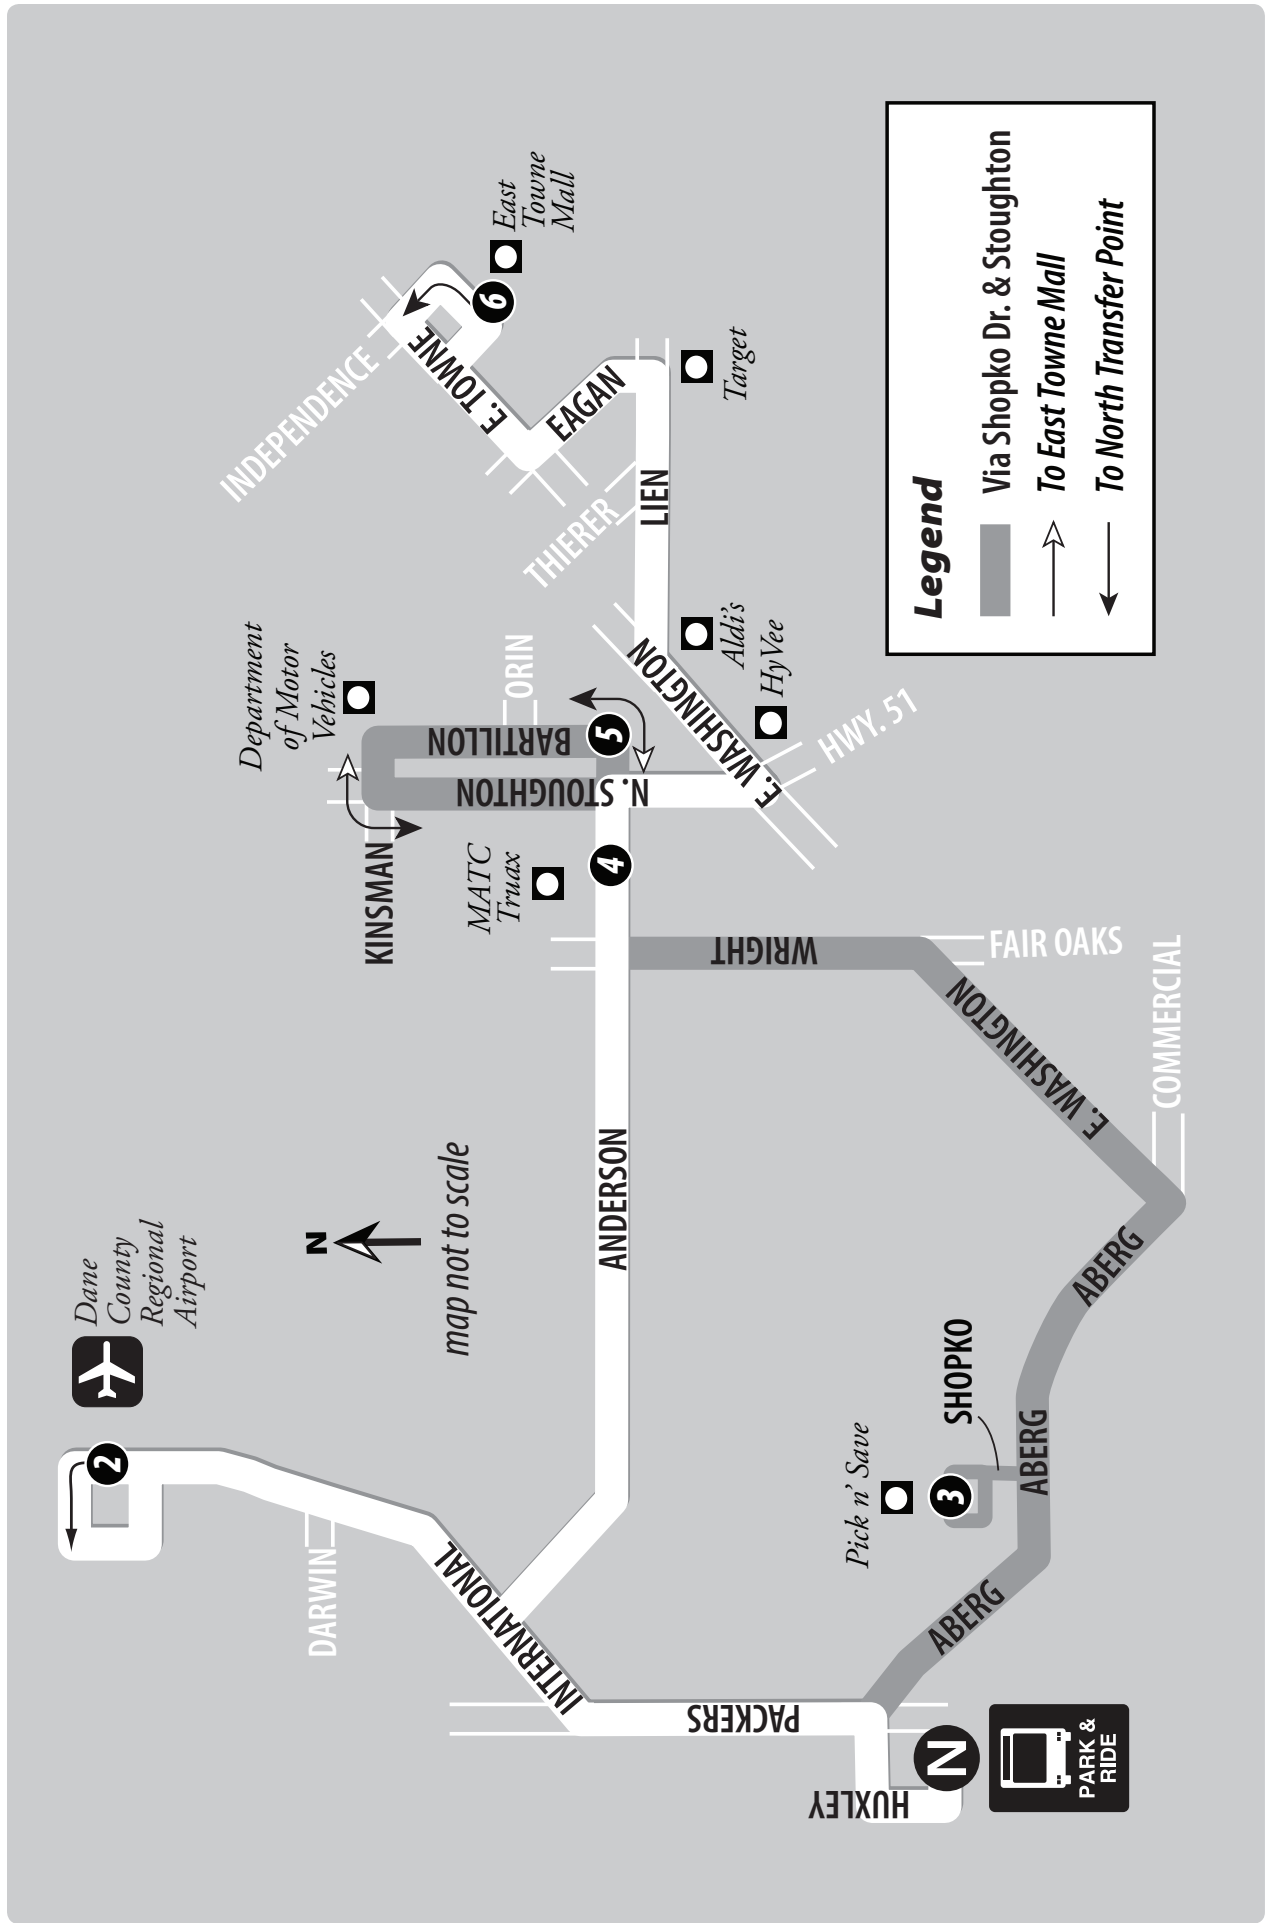 Dane
County
Regional
Airport
2
DARWIN
INTERNATIONAL
PACKERS
HUXLEY
N
PARK &
RIDE
N
map not to scale
ANDERSON
Pick n' Save
3
SHOPKO
ABERG
ABERG
ABERG
E. WASHINGTON
COMMERCIAL
FAIR OAKS
WRIGHT
MATC
Truax
4
KINSMAN
N. STOUGHTON
BARTILLON
5
Department
of Motor
Vehicles
ORIN
E. WASHINGTON
HWY. 51
HyVee
Aldi's
LIEN
THIERER
Target
EAGAN
E. TOWNE
INDEPENDENCE
6
East
Towne
Mall
Legend
Via Shopko Dr. & Stoughton
To East Towne Mall
To North Transfer Point